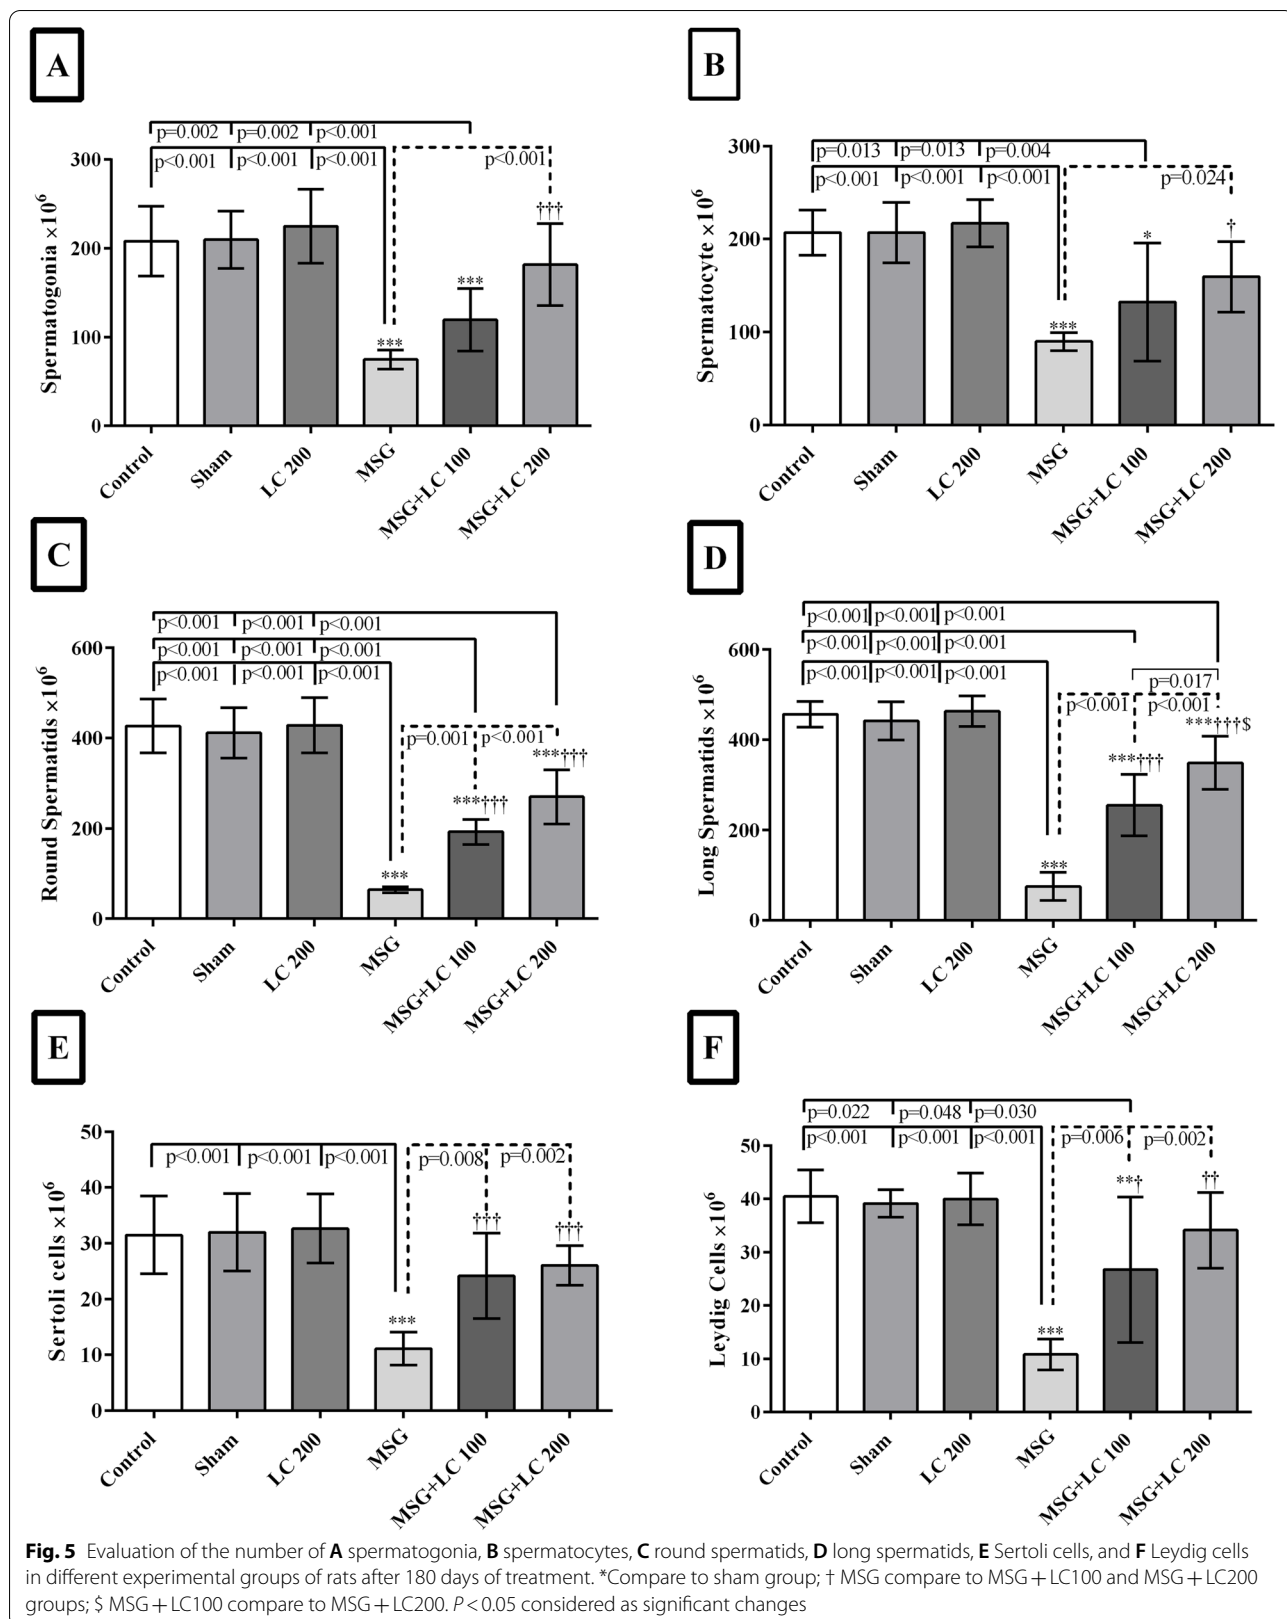 A
p=0.002 p=0.002 p<0.001
p<0.001 p<0.001 p<0.001 p<0.001
Spermatogonia ×10⁶
300
200
100
0
*** *** †††
Control Sham LC 200 MSG MSG+LC 100 MSG+LC 200
B
p=0.013 p=0.013 p=0.004
p<0.001 p<0.001 p<0.001 p=0.024
Spermatocyte ×10⁶
300
200
100
0
*** * †
Control Sham LC 200 MSG MSG+LC 100 MSG+LC 200
C
p<0.001 p<0.001 p<0.001
p<0.001 p<0.001 p<0.001
p<0.001 p<0.001 p<0.001
p=0.001 p<0.001
Round Spermatids ×10⁶
600
400
200
0
*** ***††† ***†††
Control Sham LC 200 MSG MSG+LC 100 MSG+LC 200
D
p<0.001 p<0.001 p<0.001
p<0.001 p<0.001 p<0.001
p<0.001 p<0.001 p<0.001
p=0.017
p<0.001 p<0.001
Long Spermatids ×10⁶
600
400
200
0
*** ***††† ***†††$
Control Sham LC 200 MSG MSG+LC 100 MSG+LC 200
E
p<0.001 p<0.001 p<0.001 p=0.008 p=0.002
Sertoli cells ×10⁶
50
40
30
20
10
0
*** ††† †††
Control Sham LC 200 MSG MSG+LC 100 MSG+LC 200
F
p=0.022 p=0.048 p=0.030
p<0.001 p<0.001 p<0.001 p=0.006 p=0.002
Leydig Cells ×10⁶
50
40
30
20
10
0
*** **† ††
Control Sham LC 200 MSG MSG+LC 100 MSG+LC 200
Fig. 5 Evaluation of the number of A spermatogonia, B spermatocytes, C round spermatids, D long spermatids, E Sertoli cells, and F Leydig cells
in different experimental groups of rats after 180 days of treatment. *Compare to sham group; † MSG compare to MSG + LC100 and MSG + LC200
groups; $ MSG + LC100 compare to MSG + LC200. P < 0.05 considered as significant changes